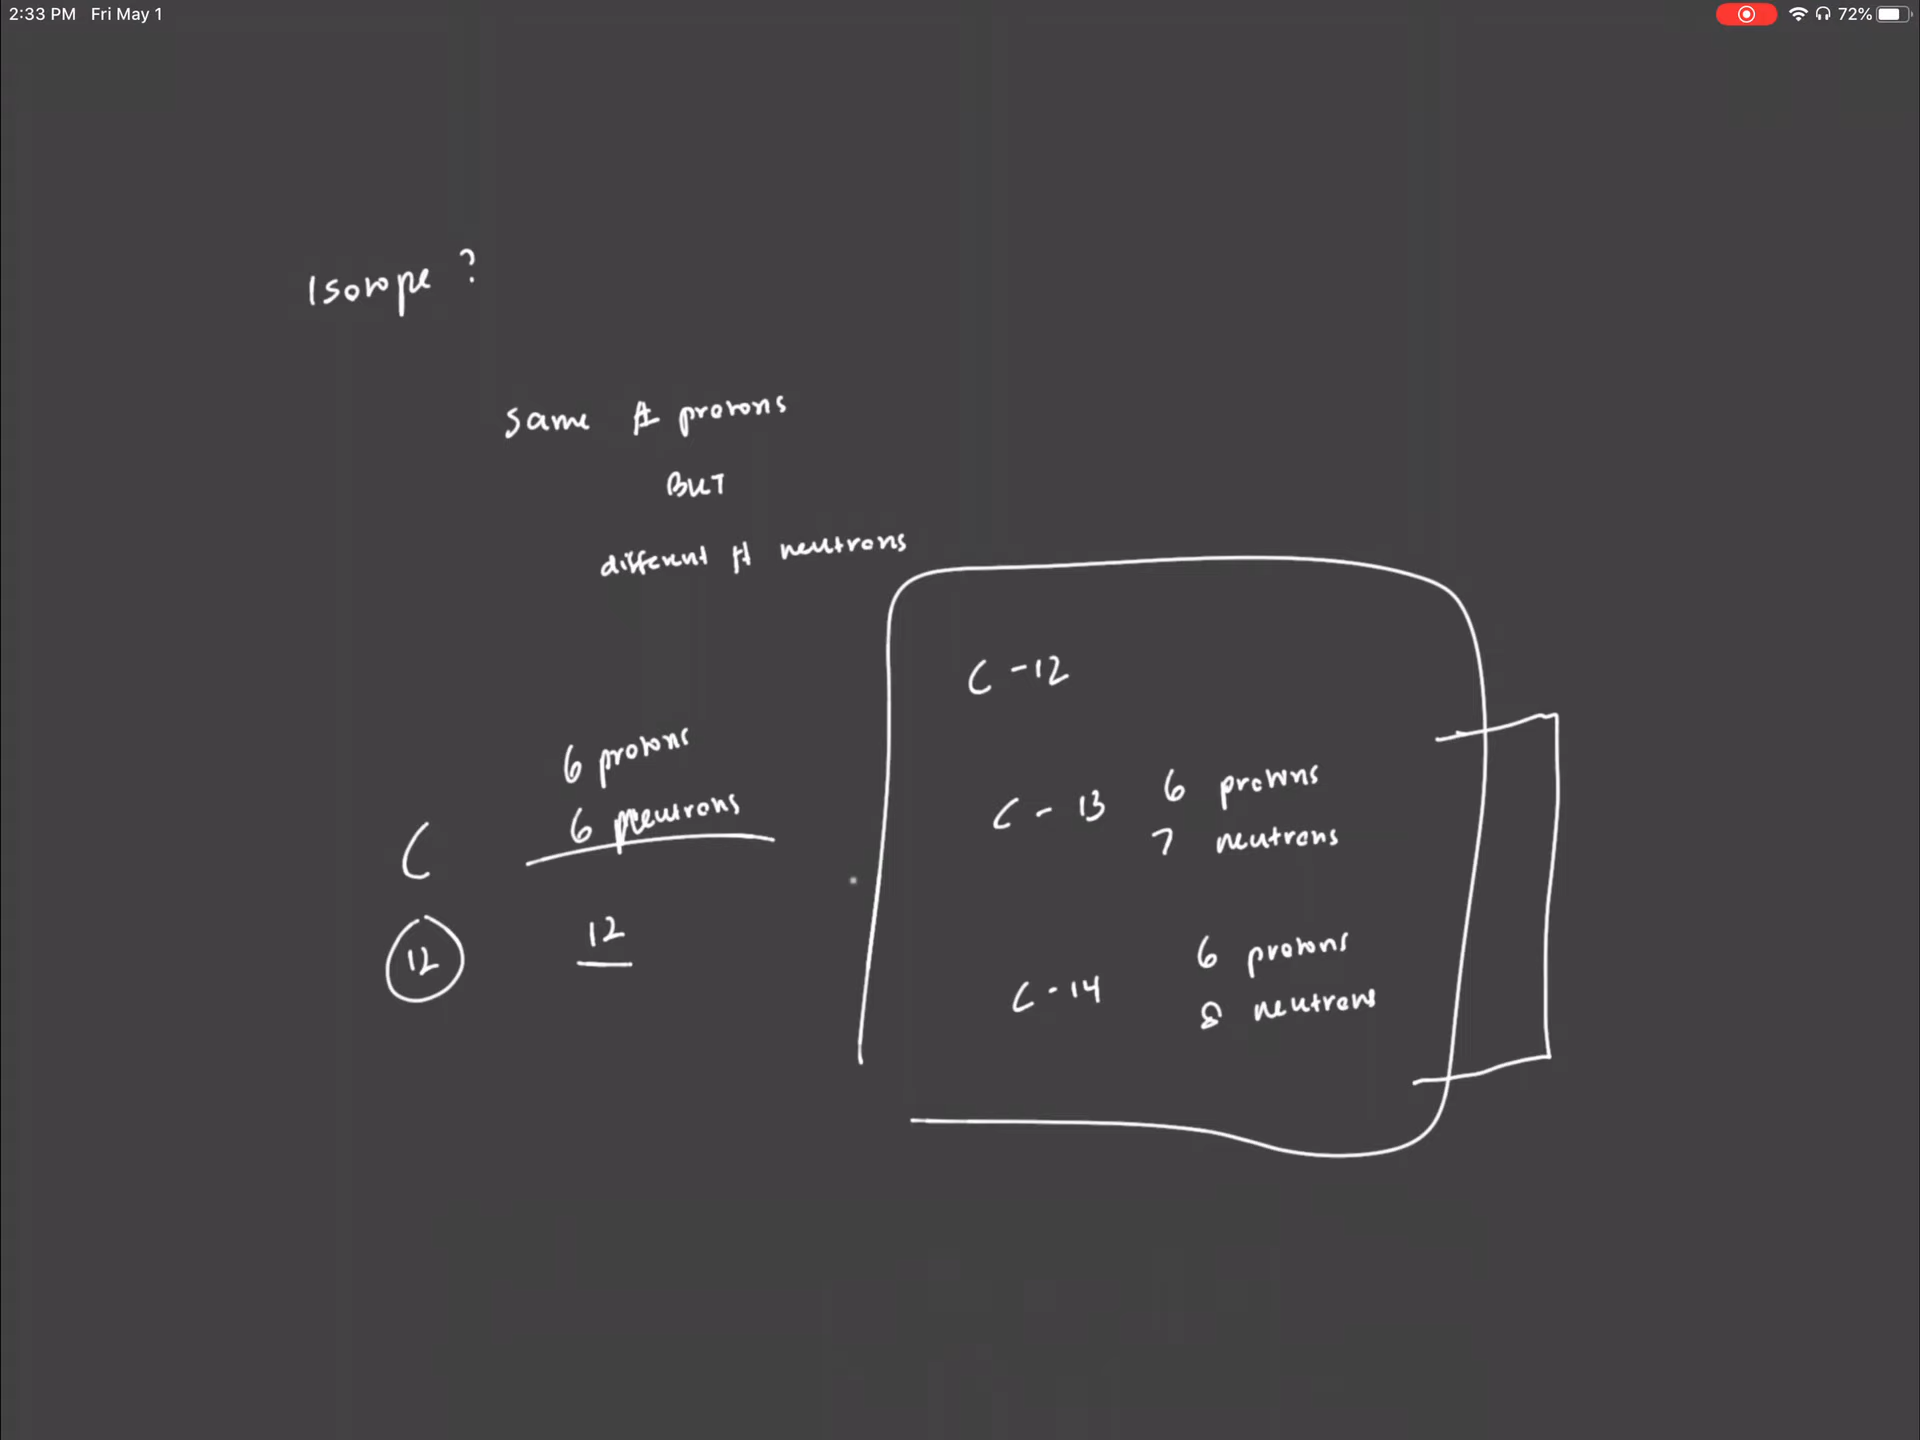 2:33 PM Fri May 1
72%
Isotope ?
Same # protons
BUT
different # neutrons
C -12
6 protons
6 neutrons
C
C - 13 6 protons
7 neutrons
12
12
C - 14 6 protons
8 neutrons